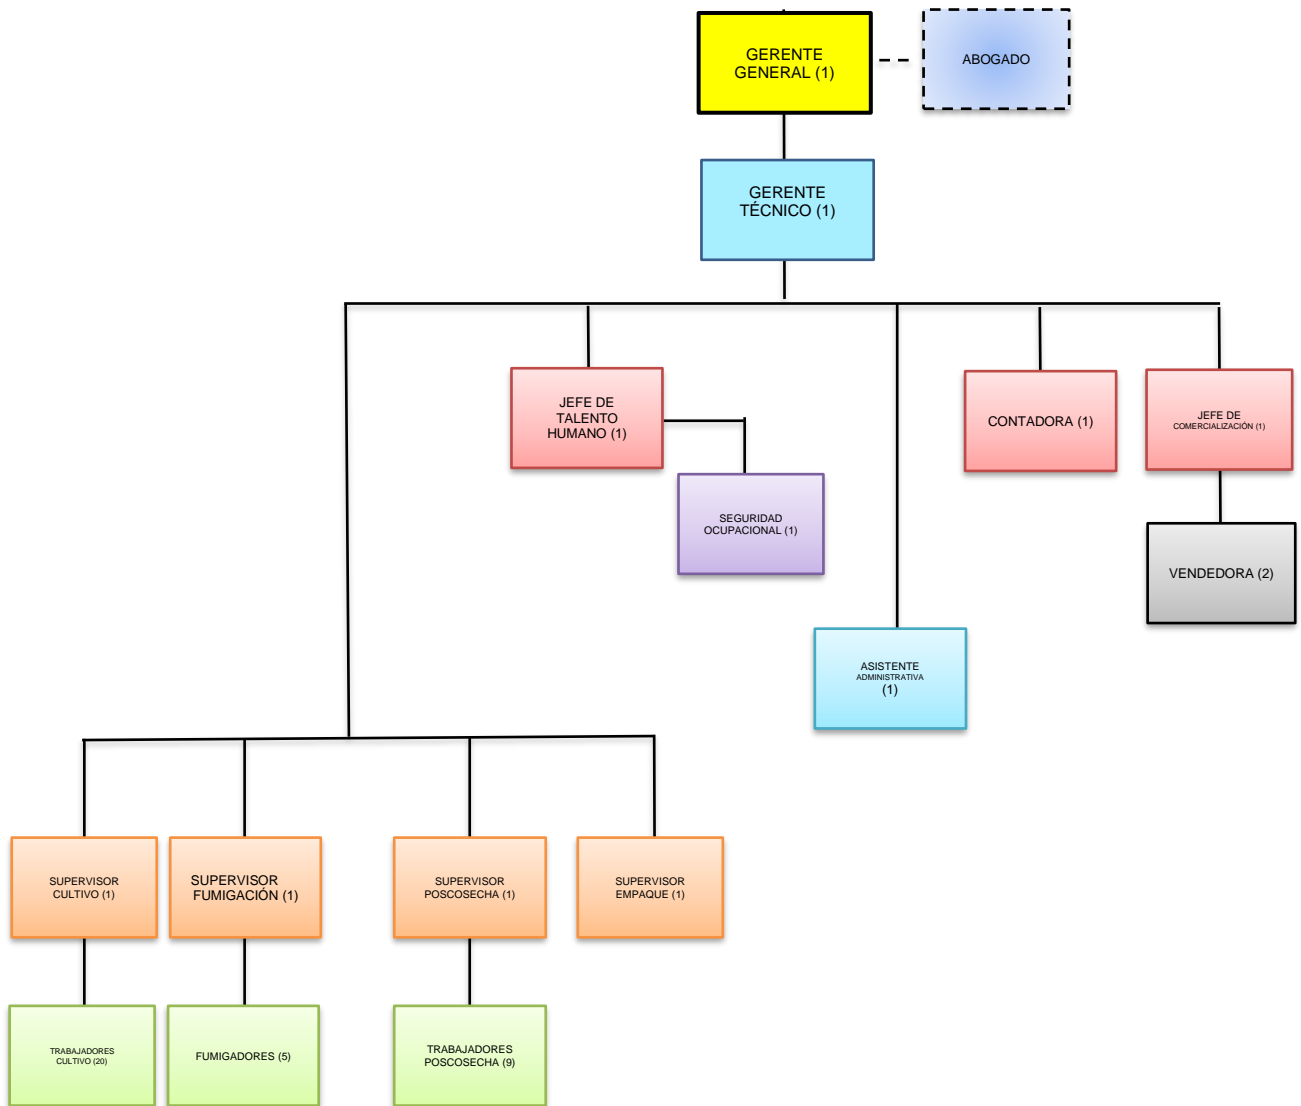 GERENTE
GENERAL (1)
ABOGADO
GERENTE
TÉCNICO (1)
JEFE DE
TALENTO
HUMANO (1)
CONTADORA (1)
JEFE DE
COMERCIALIZACIÓN (1)
SEGURIDAD
OCUPACIONAL (1)
VENDEDORA (2)
ASISTENTE
ADMINISTRATIVA
(1)
SUPERVISOR
CULTIVO (1)
SUPERVISOR
FUMIGACIÓN (1)
SUPERVISOR
POSCOSECHA (1)
SUPERVISOR
EMPAQUE (1)
TRABAJADORES
CULTIVO (20)
FUMIGADORES (5)
TRABAJADORES
POSCOSECHA (9)